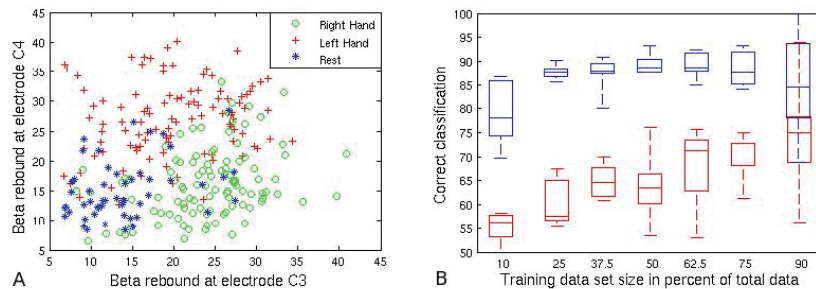 45
40
35
30
25
20
15
10
5
Beta rebound at electrode C4
Right Hand
Left Hand
Rest
5 10 15 20 25 30 35 40 45
Beta rebound at electrode C3
A
100
95
90
85
80
75
70
65
60
55
50
Correct classification
10 25 37.5 50 62.5 75 90
Training data set size in percent of total data
B